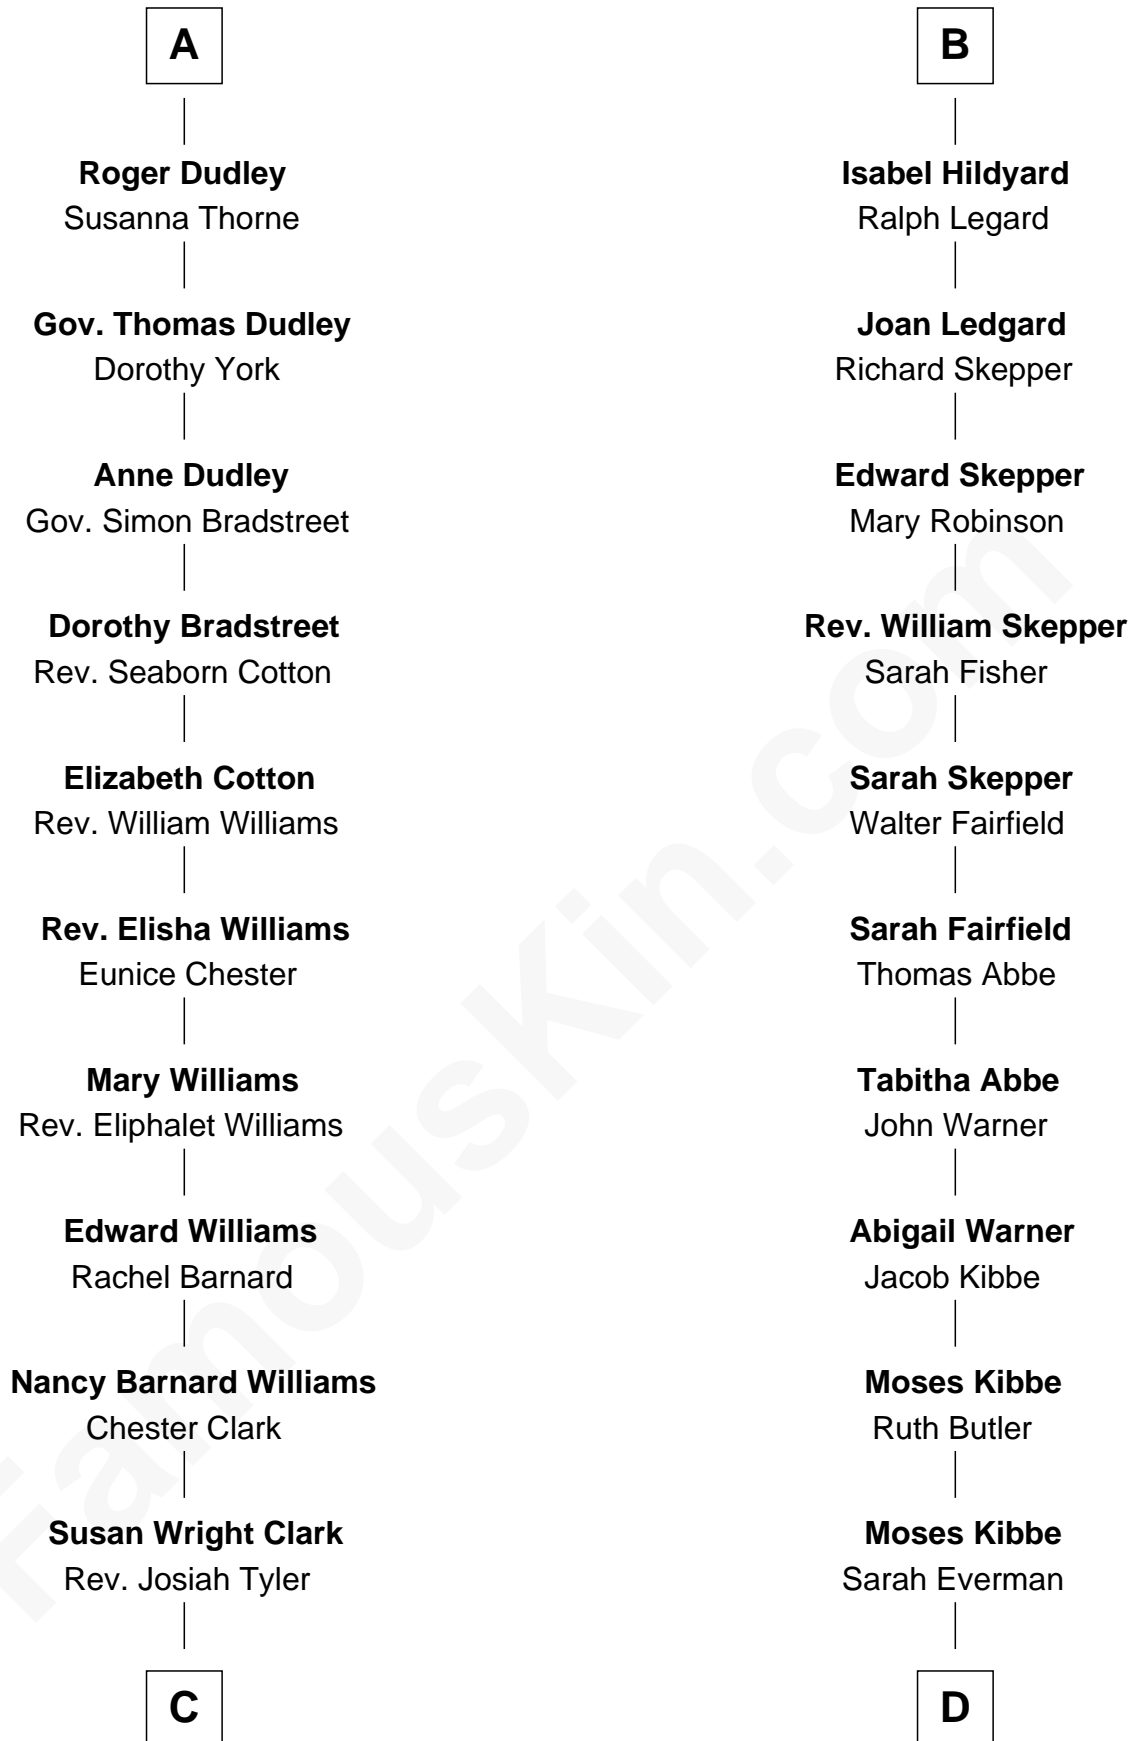 A
Roger Dudley
Susanna Thorne
Gov. Thomas Dudley
Dorothy York
Anne Dudley
Gov. Simon Bradstreet
Dorothy Bradstreet
Rev. Seaborn Cotton
Elizabeth Cotton
Rev. William Williams
Rev. Elisha Williams
Eunice Chester
Mary Williams
Rev. Eliphalet Williams
Edward Williams
Rachel Barnard
Nancy Barnard Williams
Chester Clark
Susan Wright Clark
Rev. Josiah Tyler
C
B
Isabel Hildyard
Ralph Legard
Joan Ledgard
Richard Skepper
Edward Skepper
Mary Robinson
Rev. William Skepper
Sarah Fisher
Sarah Skepper
Walter Fairfield
Sarah Fairfield
Thomas Abbe
Tabitha Abbe
John Warner
Abigail Warner
Jacob Kibbe
Moses Kibbe
Ruth Butler
Moses Kibbe
Sarah Everman
D
FamousKin.com